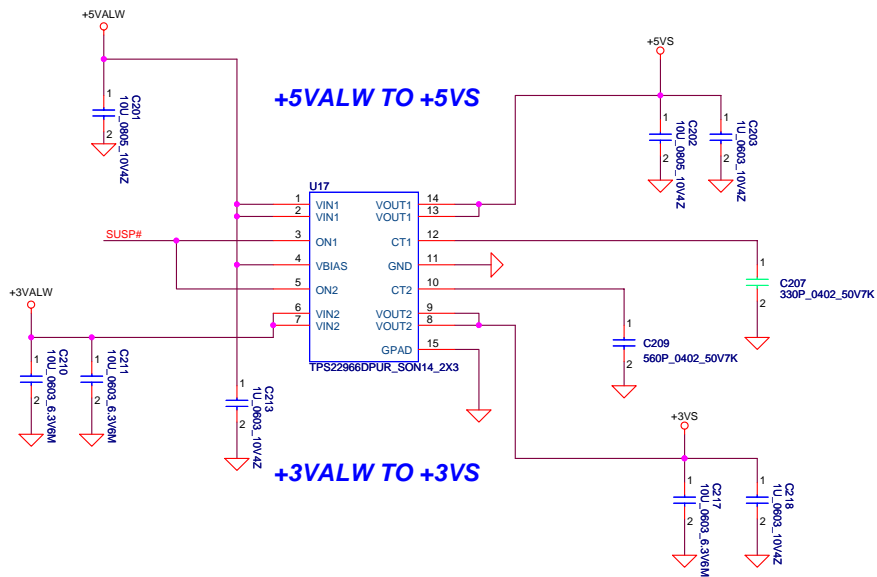 +5VALW
+5VS
1
C201
10U_0805_10V4Z
2
+5VALW TO +5VS
1
C202
10U_0805_10V4Z
2
1
C203
1U_0603_10V4Z
2
U17
1 VIN1 VOUT1 14
2 VIN1 VOUT1 13
SUSP#
3 ON1 CT1 12
4 VBIAS GND 11
5 ON2 CT2 10
6 VIN2 VOUT2 9
7 VIN2 VOUT2 8
GPAD 15
TPS22966DPUR_SON14_2X3
1
C207
330P_0402_50V7K
2
+3VALW
1
C209
560P_0402_50V7K
2
1
C210
10U_0603_6.3V6M
2
1
C211
10U_0603_6.3V6M
2
1
C213
1U_0603_10V4Z
2
+3VALW TO +3VS
+3VS
1
C217
10U_0603_6.3V6M
2
1
C218
1U_0603_10V4Z
2